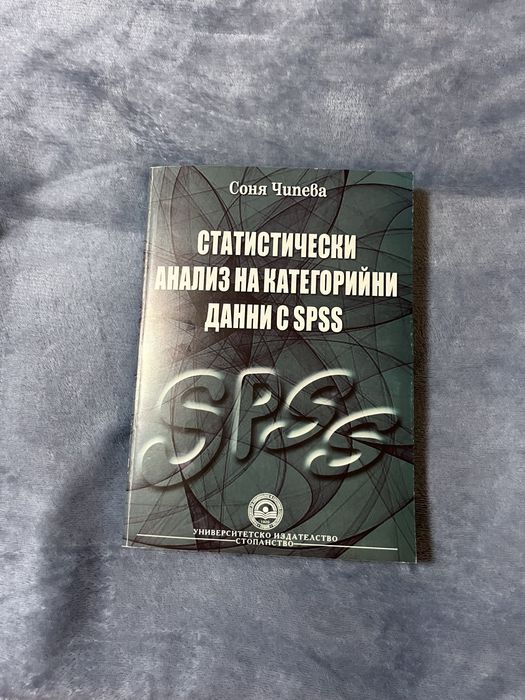 Соня Чипева
СТАТИСТИЧЕСКИ
АНАЛИЗ НА КАТЕГОРИЙНИ
ДАННИ С SPSS
SPSS
УНИВЕРСИТЕТСКО ИЗДАТЕЛСТВО
СТОПАНСТВО